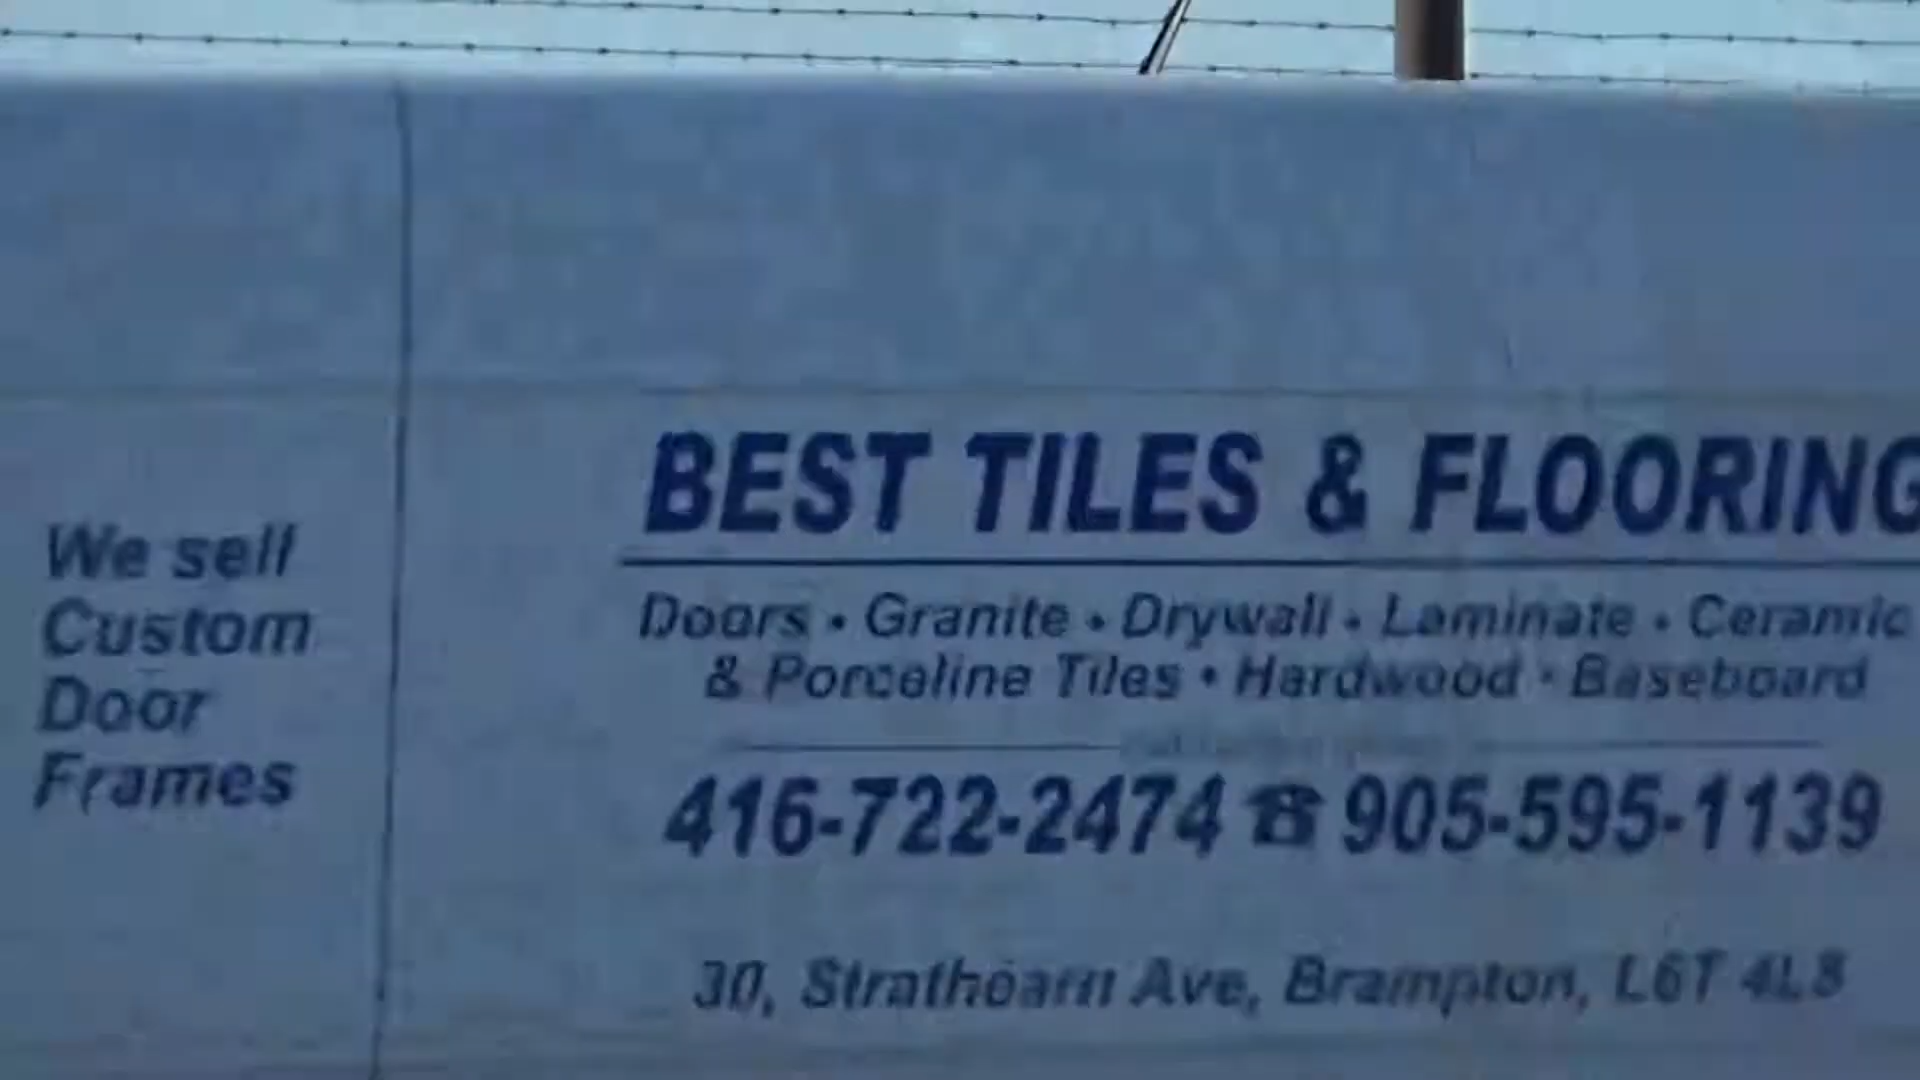 We sell
Custom
Door
Frames
BEST TILES & FLOORING
Doors • Granite • Drywall • Laminate • Ceramic
& Porceline Tiles • Hardwood • Baseboard
416-722-2474 ☎ 905-595-1139
30, Strathearn Ave, Brampton, L6T 4L8